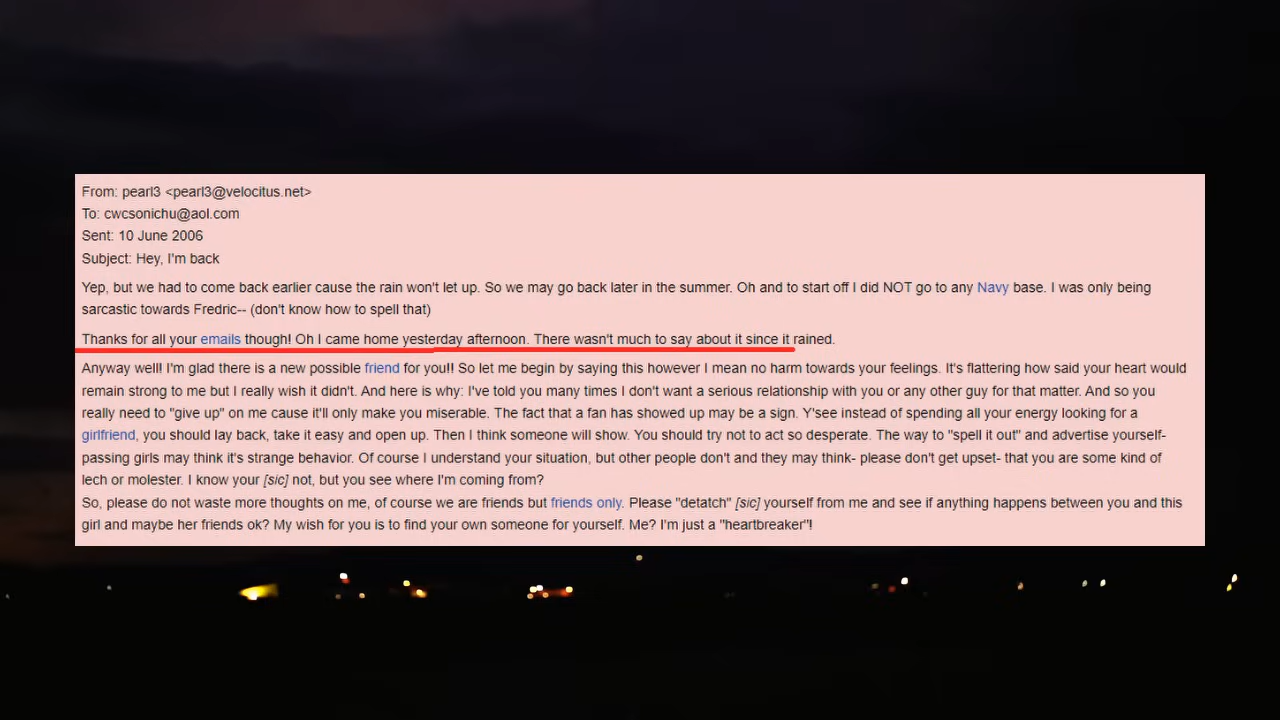 From: pearl3 <pearl3@velocitus.net>
To: cwcsonichu@aol.com
Sent: 10 June 2006
Subject: Hey, I'm back
Yep, but we had to come back earlier cause the rain won't let up. So we may go back later in the summer. Oh and to start off I did NOT go to any Navy base. I was only being
sarcastic towards Fredric-- (don't know how to spell that)
Thanks for all your emails though! Oh I came home yesterday afternoon. There wasn't much to say about it since it rained.
Anyway well! I'm glad there is a new possible friend for you!! So let me begin by saying this however I mean no harm towards your feelings. It's flattering how said your heart would
remain strong to me but I really wish it didn't. And here is why: I've told you many times I don't want a serious relationship with you or any other guy for that matter. And so you
really need to "give up" on me cause it'll only make you miserable. The fact that a fan has showed up may be a sign. Y'see instead of spending all your energy looking for a
girlfriend, you should lay back, take it easy and open up. Then I think someone will show. You should try not to act so desperate. The way to "spell it out" and advertise yourself-
passing girls may think it's strange behavior. Of course I understand your situation, but other people don't and they may think- please don't get upset- that you are some kind of
lech or molester. I know your [sic] not, but you see where I'm coming from?
So, please do not waste more thoughts on me, of course we are friends but friends only. Please "detatch" [sic] yourself from me and see if anything happens between you and this
girl and maybe her friends ok? My wish for you is to find your own someone for yourself. Me? I'm just a "heartbreaker"!